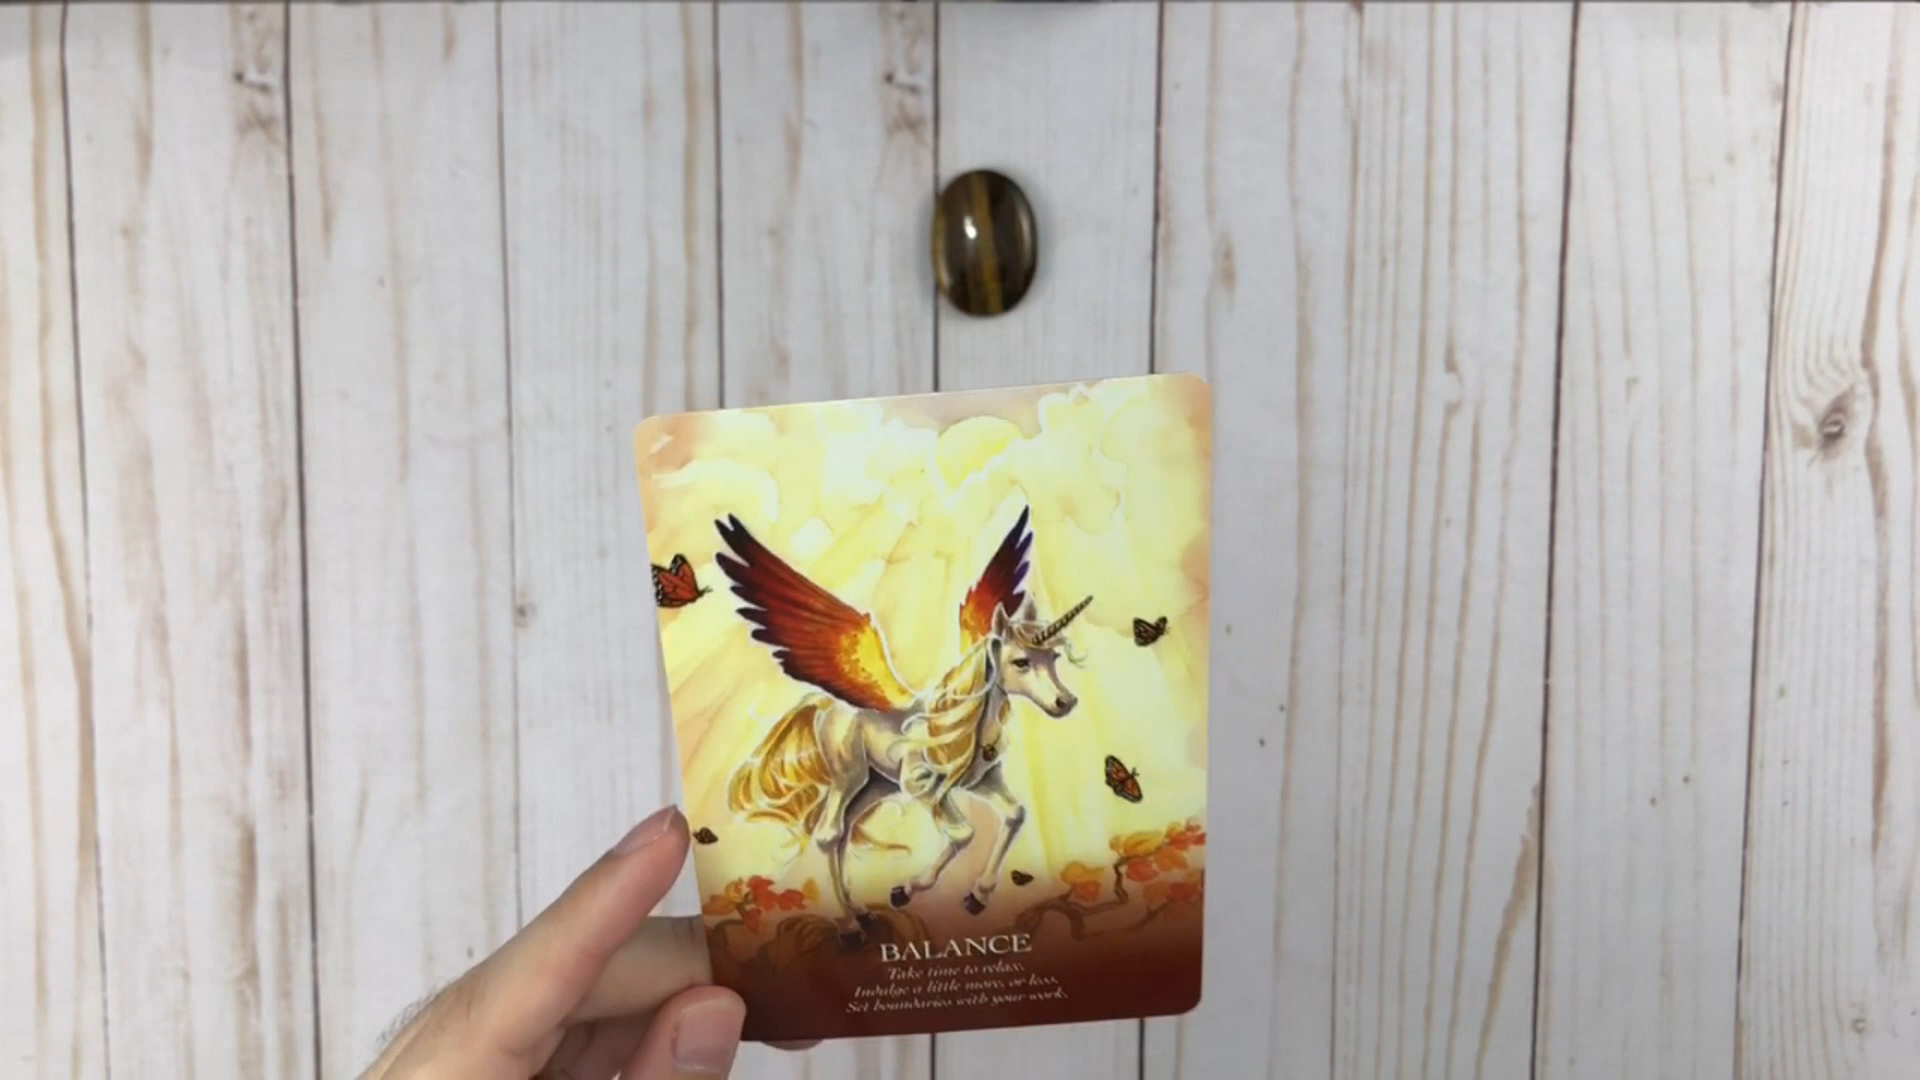 BALANCE
Take time to relax.
Indulge a little more, or less.
Set boundaries with your work.